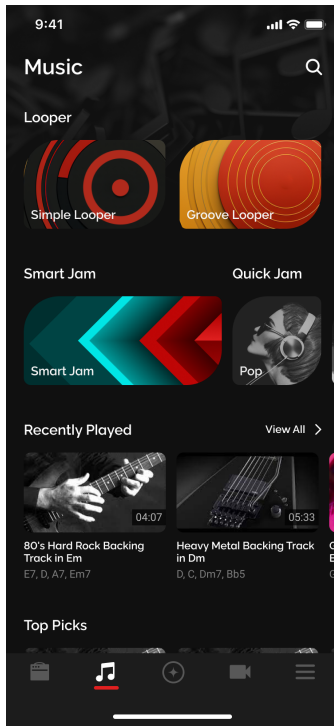 9:41
Music
Looper
Simple Looper
Groove Looper
Smart Jam
Quick Jam
Smart Jam
Pop
Recently Played
View All
04:07
05:33
80's Hard Rock Backing
Track in Em
E7, D, A7, Em7
Heavy Metal Backing Track
in Dm
D, C, Dm7, Bb5
Top Picks